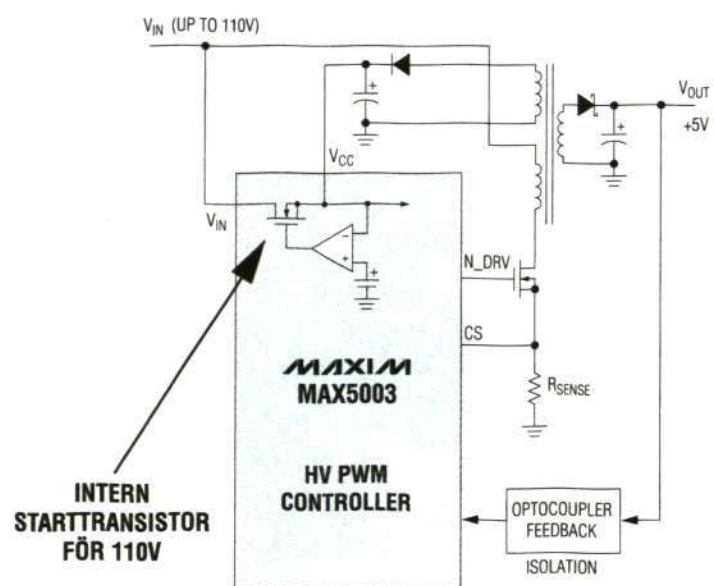 V_IN (UP TO 110V)
V_OUT
+5V
V_CC
V_IN
+
+
-
+
+
N_DRV
CS
R_SENSE
MAXIM
MAX5003
HV PWM
CONTROLLER
INTERN
STARTTRANSISTOR
FÖR 110V
OPTOCOUPLER
FEEDBACK
ISOLATION